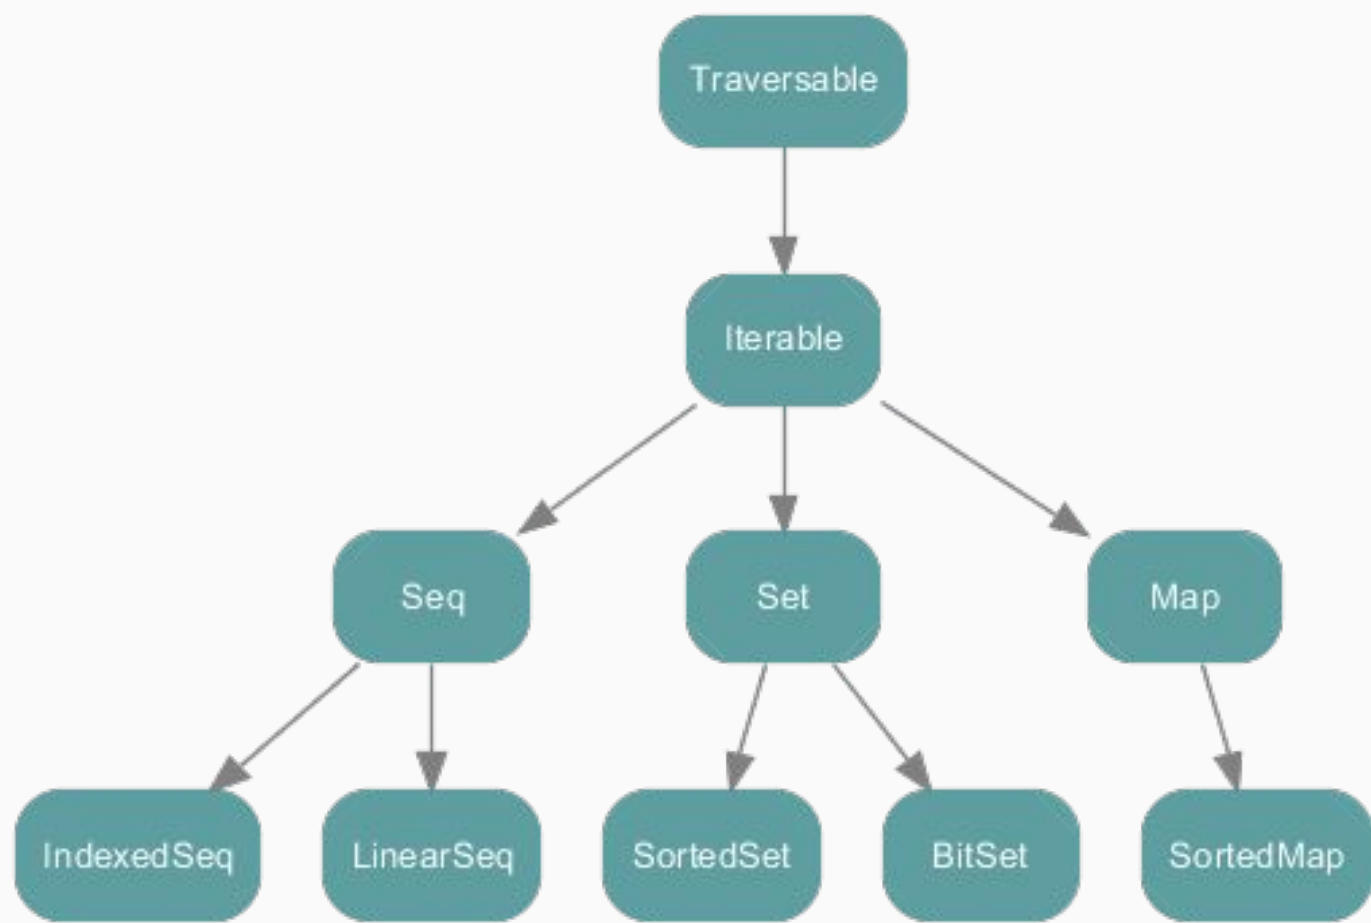 Traversable
Iterable
Seq
Set
Map
IndexedSeq
LinearSeq
SortedSet
BitSet
SortedMap